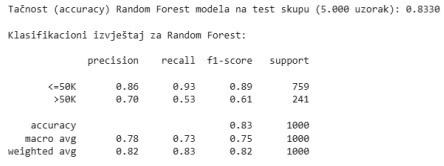 Tačnost (accuracy) Random Forest modela na test skupu (5.000 uzorak): 0.8330
Klasifikacioni izvještaj za Random Forest:
precision recall f1-score support
<=50K 0.86 0.93 0.89 759
>50K 0.70 0.53 0.61 241
accuracy 0.83 1000
macro avg 0.78 0.73 0.75 1000
weighted avg 0.82 0.83 0.82 1000